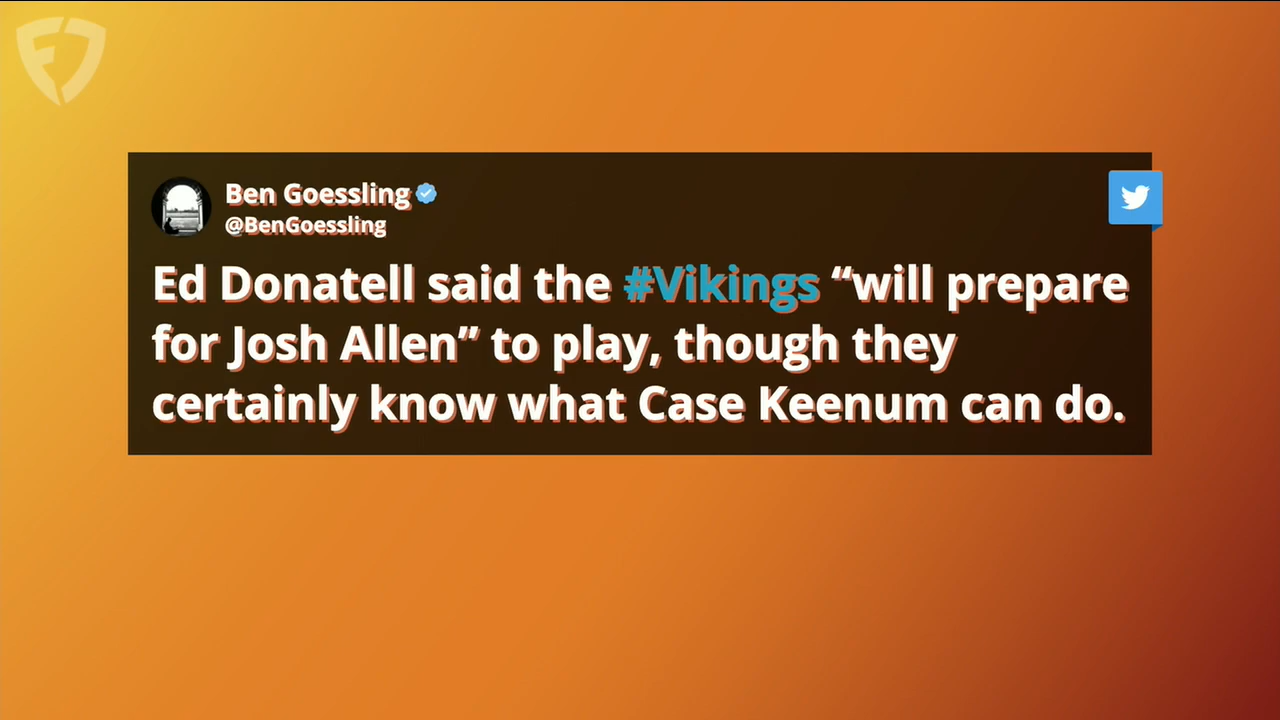 Ben Goessling
@BenGoessling
Ed Donatell said the #Vikings “will prepare
for Josh Allen” to play, though they
certainly know what Case Keenum can do.